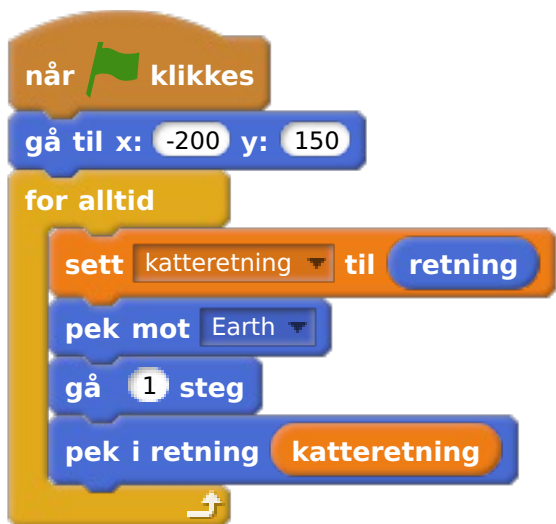 når klikkes
gå til x: -200 y: 150
for alltid
sett katteretning til retning
pek mot Earth
gå 1 steg
pek i retning katteretning